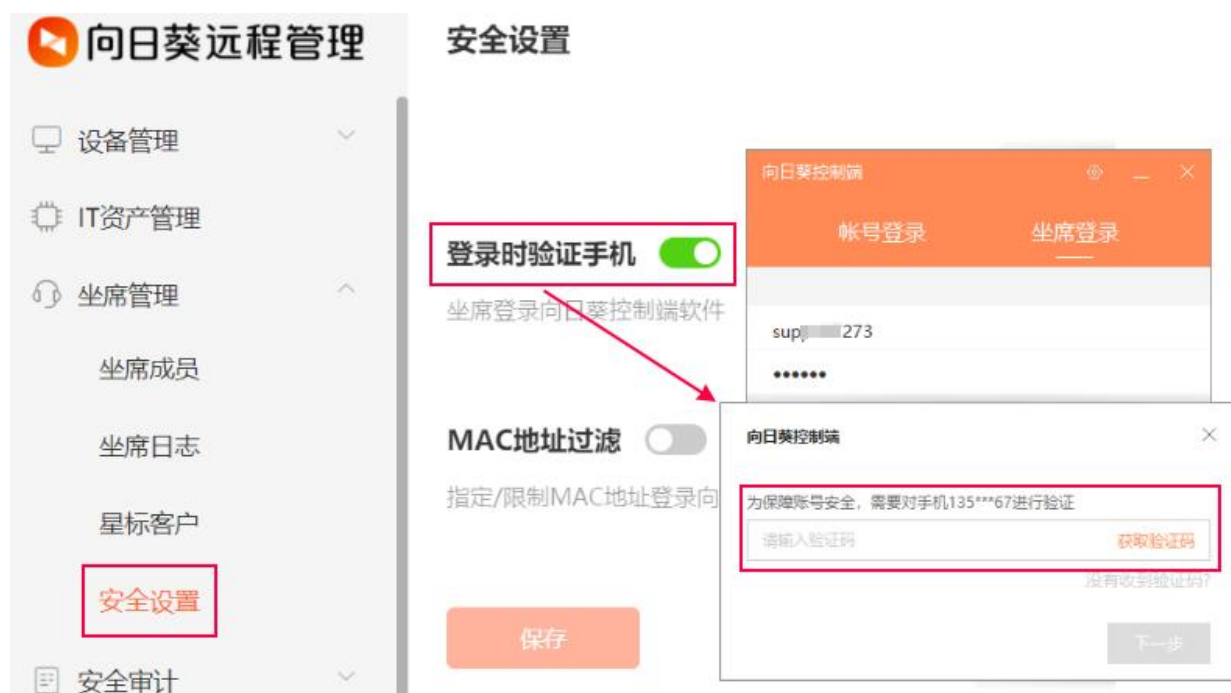 向日葵远程管理
设备管理
IT资产管理
坐席管理
坐席成员
坐席日志
星标客户
安全设置
安全审计
安全设置
登录时验证手机
坐席登录向日葵控制端软件
MAC地址过滤
指定/限制MAC地址登录向
保存
向日葵控制端
帐号登录
坐席登录
sup 273
••••••
向日葵控制端
为保障账号安全，需要对手机135***67进行验证
请输入验证码
获取验证码
没有收到验证码?
下一步